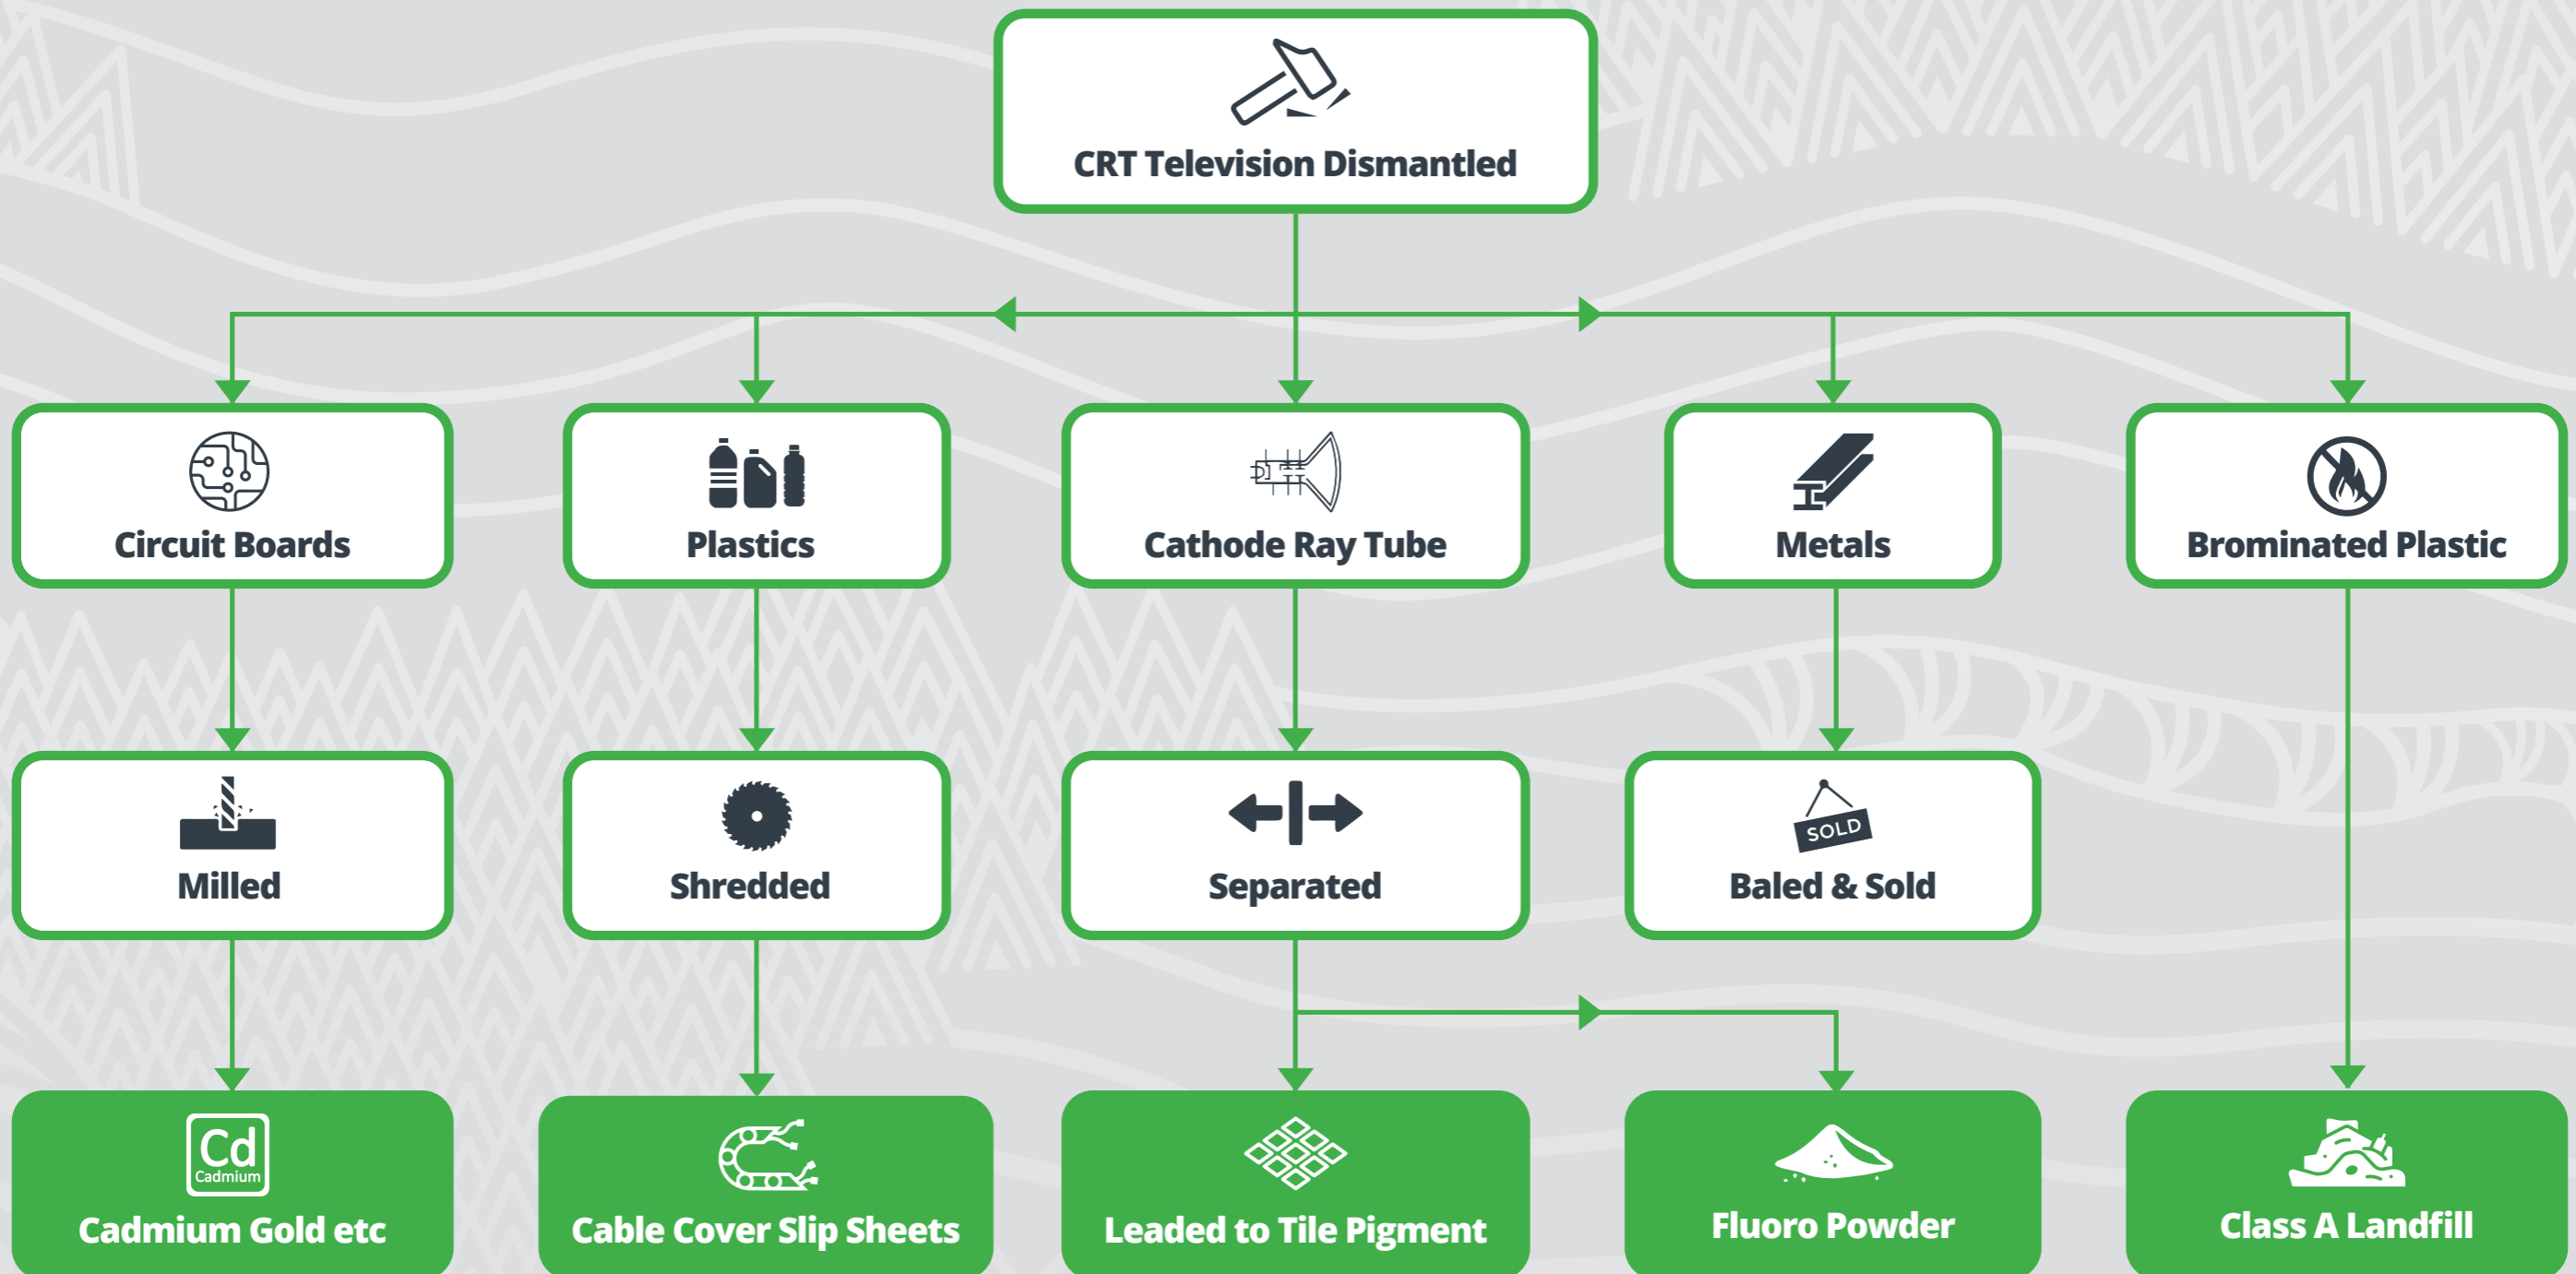 CRT Television Dismantled
Circuit Boards
Plastics
Cathode Ray Tube
Metals
Brominated Plastic
Milled
Shredded
Separated
SOLD
Baled & Sold
Cd
Cadmium
Cadmium Gold etc
Cable Cover Slip Sheets
Leaded to Tile Pigment
Fluoro Powder
Class A Landfill